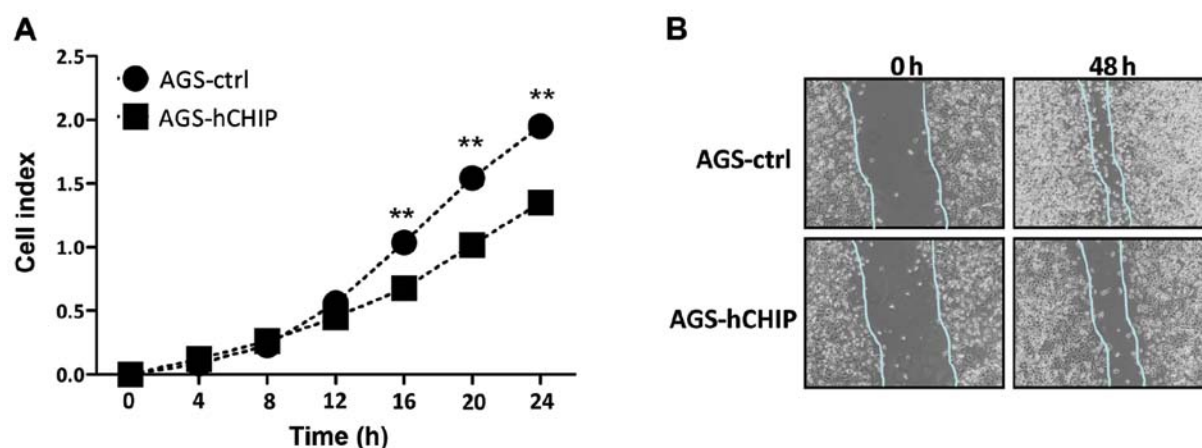 A
2.5
AGS-ctrl
AGS-hCHIP
**
2.0
**
1.5
**
1.0
0.5
0.0
0 4 8 12 16 20 24
Cell index
Time (h)
B
0 h 48 h
AGS-ctrl
AGS-hCHIP